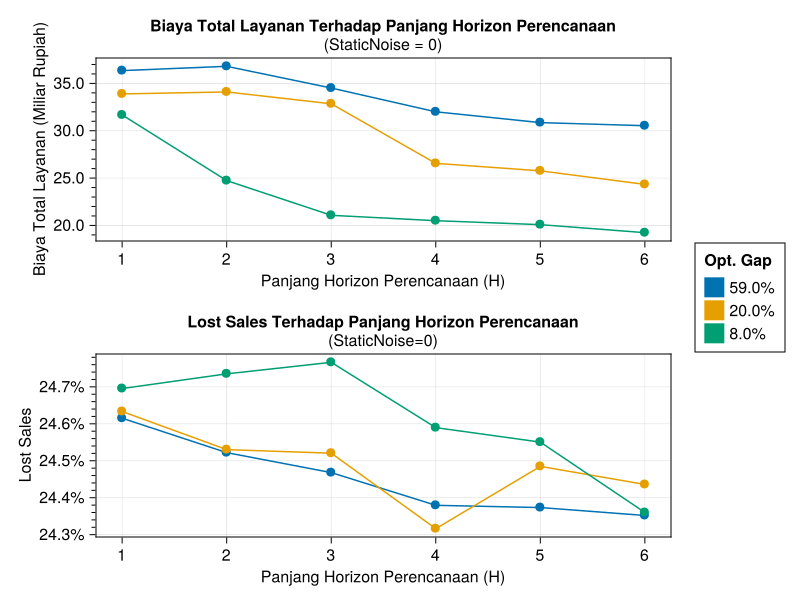 Biaya Total Layanan Terhadap Panjang Horizon Perencanaan
(StaticNoise = 0)
Biaya Total Layanan (Miliar Rupiah)
35.0
30.0
25.0
20.0
1 2 3 4 5 6
Panjang Horizon Perencanaan (H)
Opt. Gap
59.0%
20.0%
8.0%
Lost Sales Terhadap Panjang Horizon Perencanaan
(StaticNoise=0)
Lost Sales
24.7%
24.6%
24.5%
24.4%
24.3%
1 2 3 4 5 6
Panjang Horizon Perencanaan (H)